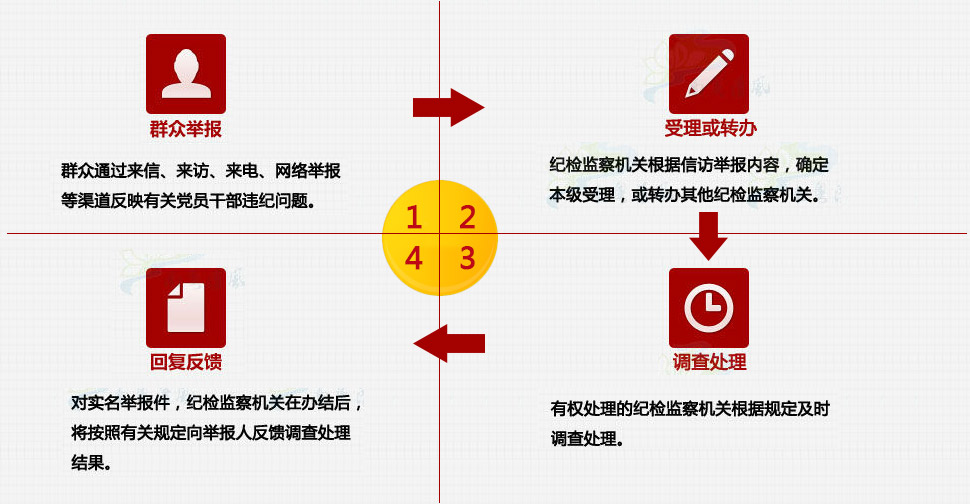 群众举报
群众通过来信、来访、来电、网络举报
等渠道反映有关党员干部违纪问题。
受理或转办
纪检监察机关根据信访举报内容，确定
本级受理，或转办其他纪检监察机关。
1 2
4 3
回复反馈
对实名举报件，纪检监察机关在办结后，
将按照有关规定向举报人反馈调查处理
结果。
调查处理
有权处理的纪检监察机关根据规定及时
调查处理。